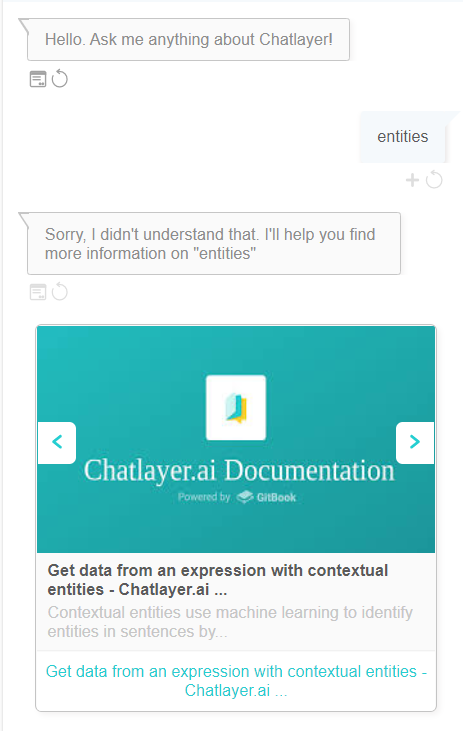 Hello. Ask me anything about Chatlayer!
entities
Sorry, I didn't understand that. I'll help you find
more information on "entities"
Chatlayer.ai Documentation
Powered by GitBook
Get data from an expression with contextual
entities - Chatlayer.ai ...
Contextual entities use machine learning to identify
entities in sentences by...
Get data from an expression with contextual entities -
Chatlayer.ai ...